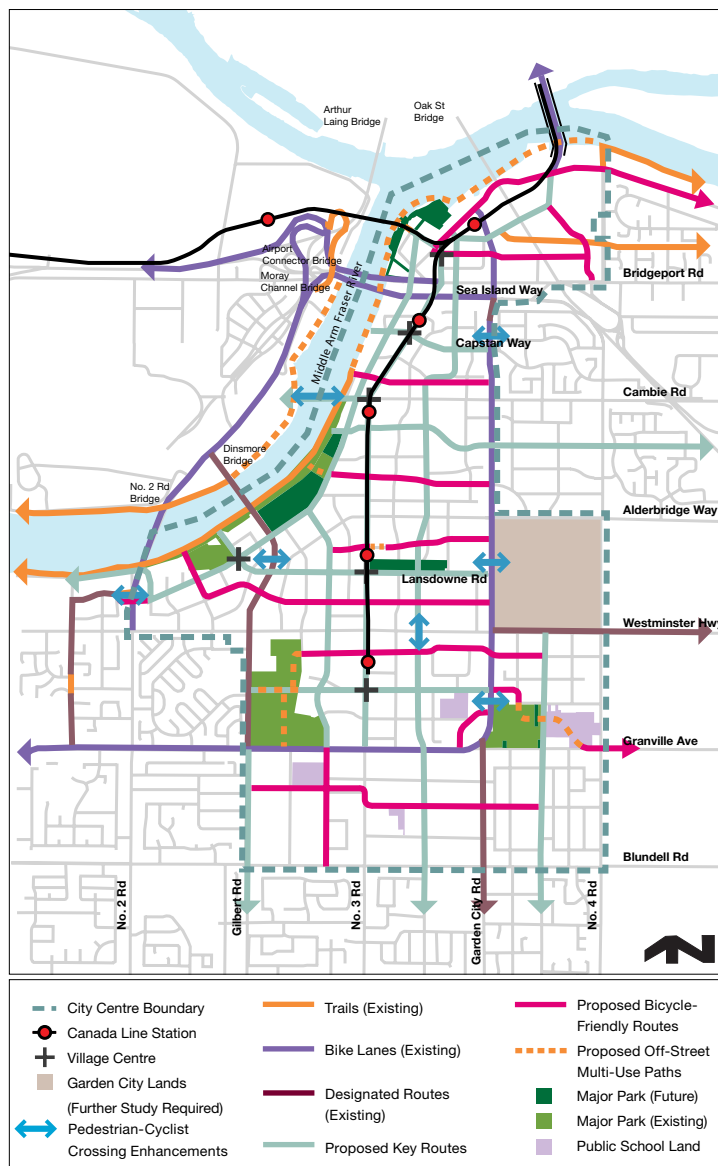 Arthur
Laing Bridge
Oak St
Bridge
Airport
Connector Bridge
Moray
Channel Bridge
Middle Arm Fraser River
Bridgeport Rd
Sea Island Way
Capstan Way
Cambie Rd
Dinsmore
Bridge
No. 2 Rd
Bridge
Alderbridge Way
Lansdowne Rd
Westminster Hwy
Granville Ave
Blundell Rd
No. 2 Rd
Gilbert Rd
No. 3 Rd
Garden City Rd
No. 4 Rd
N
City Centre Boundary
Canada Line Station
Village Centre
Garden City Lands
(Further Study Required)
Pedestrian-Cyclist
Crossing Enhancements
Trails (Existing)
Bike Lanes (Existing)
Designated Routes
(Existing)
Proposed Key Routes
Proposed Bicycle-
Friendly Routes
Proposed Off-Street
Multi-Use Paths
Major Park (Future)
Major Park (Existing)
Public School Land